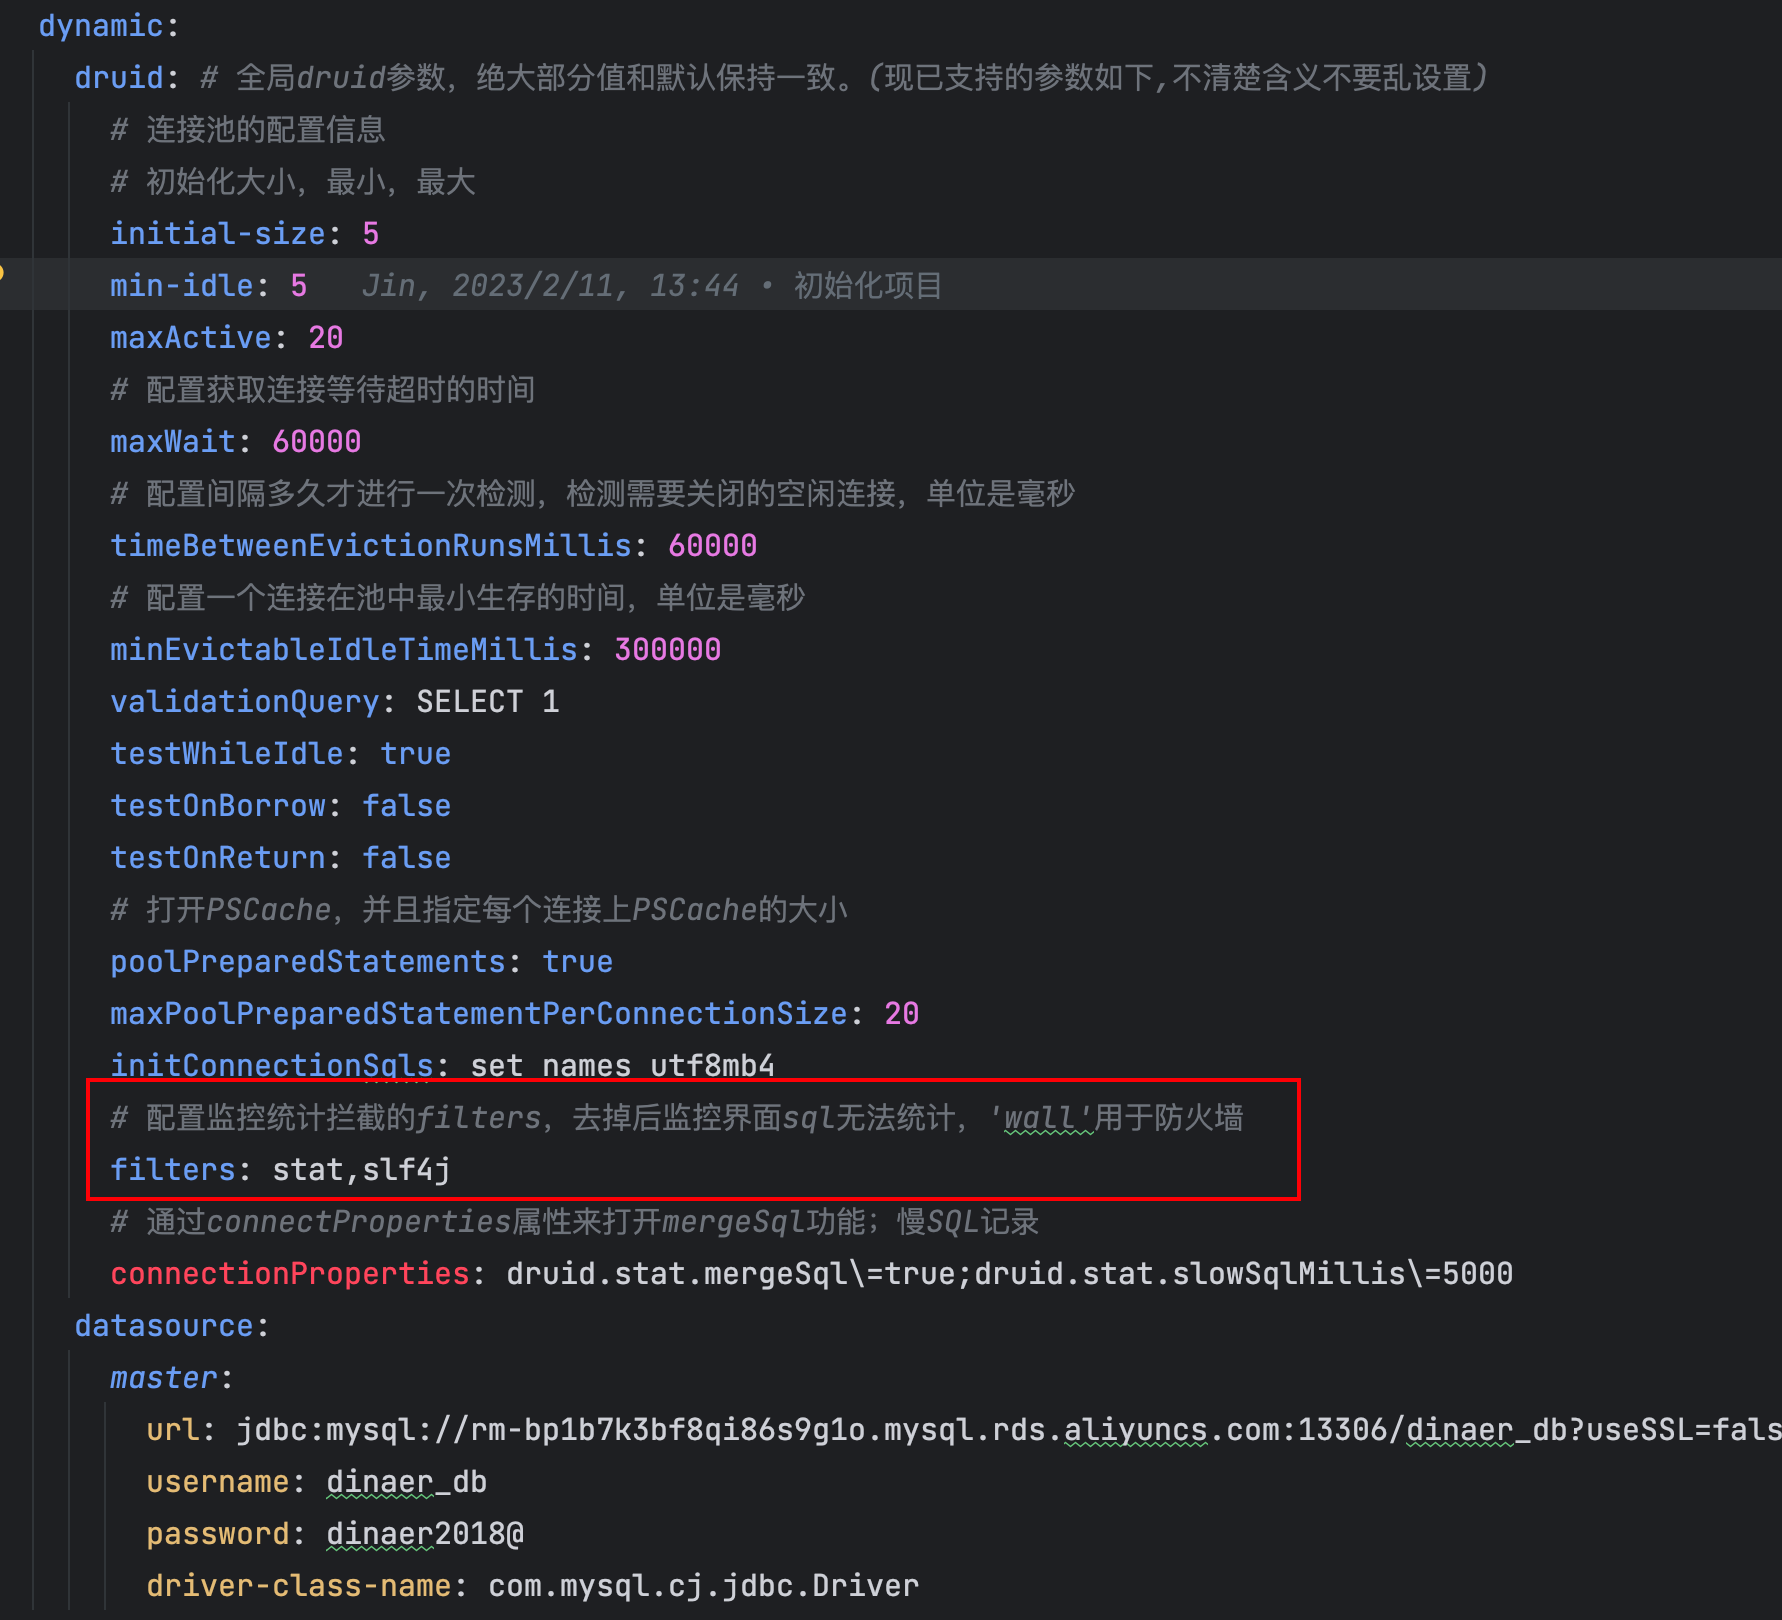 dynamic:
druid: # 全局druid参数，绝大部分值和默认保持一致。(现已支持的参数如下,不清楚含义不要乱设置)
# 连接池的配置信息
# 初始化大小，最小，最大
initial-size: 5
min-idle: 5 Jin, 2023/2/11, 13:44 • 初始化项目
maxActive: 20
# 配置获取连接等待超时的时间
maxWait: 60000
# 配置间隔多久才进行一次检测，检测需要关闭的空闲连接，单位是毫秒
timeBetweenEvictionRunsMillis: 60000
# 配置一个连接在池中最小生存的时间，单位是毫秒
minEvictableIdleTimeMillis: 300000
validationQuery: SELECT 1
testWhileIdle: true
testOnBorrow: false
testOnReturn: false
# 打开PSCache，并且指定每个连接上PSCache的大小
poolPreparedStatements: true
maxPoolPreparedStatementPerConnectionSize: 20
initConnectionSqls: set names utf8mb4
# 配置监控统计拦截的filters，去掉后监控界面sql无法统计，'wall'用于防火墙
filters: stat,slf4j
# 通过connectProperties属性来打开mergeSql功能；慢SQL记录
connectionProperties: druid.stat.mergeSql\=true;druid.stat.slowSqlMillis\=5000
datasource:
master:
url: jdbc:mysql://rm-bp1b7k3bf8qi86s9g1o.mysql.rds.aliyuncs.com:13306/dinaer_db?useSSL=fals
username: dinaer_db
password: dinaer2018@
driver-class-name: com.mysql.cj.jdbc.Driver